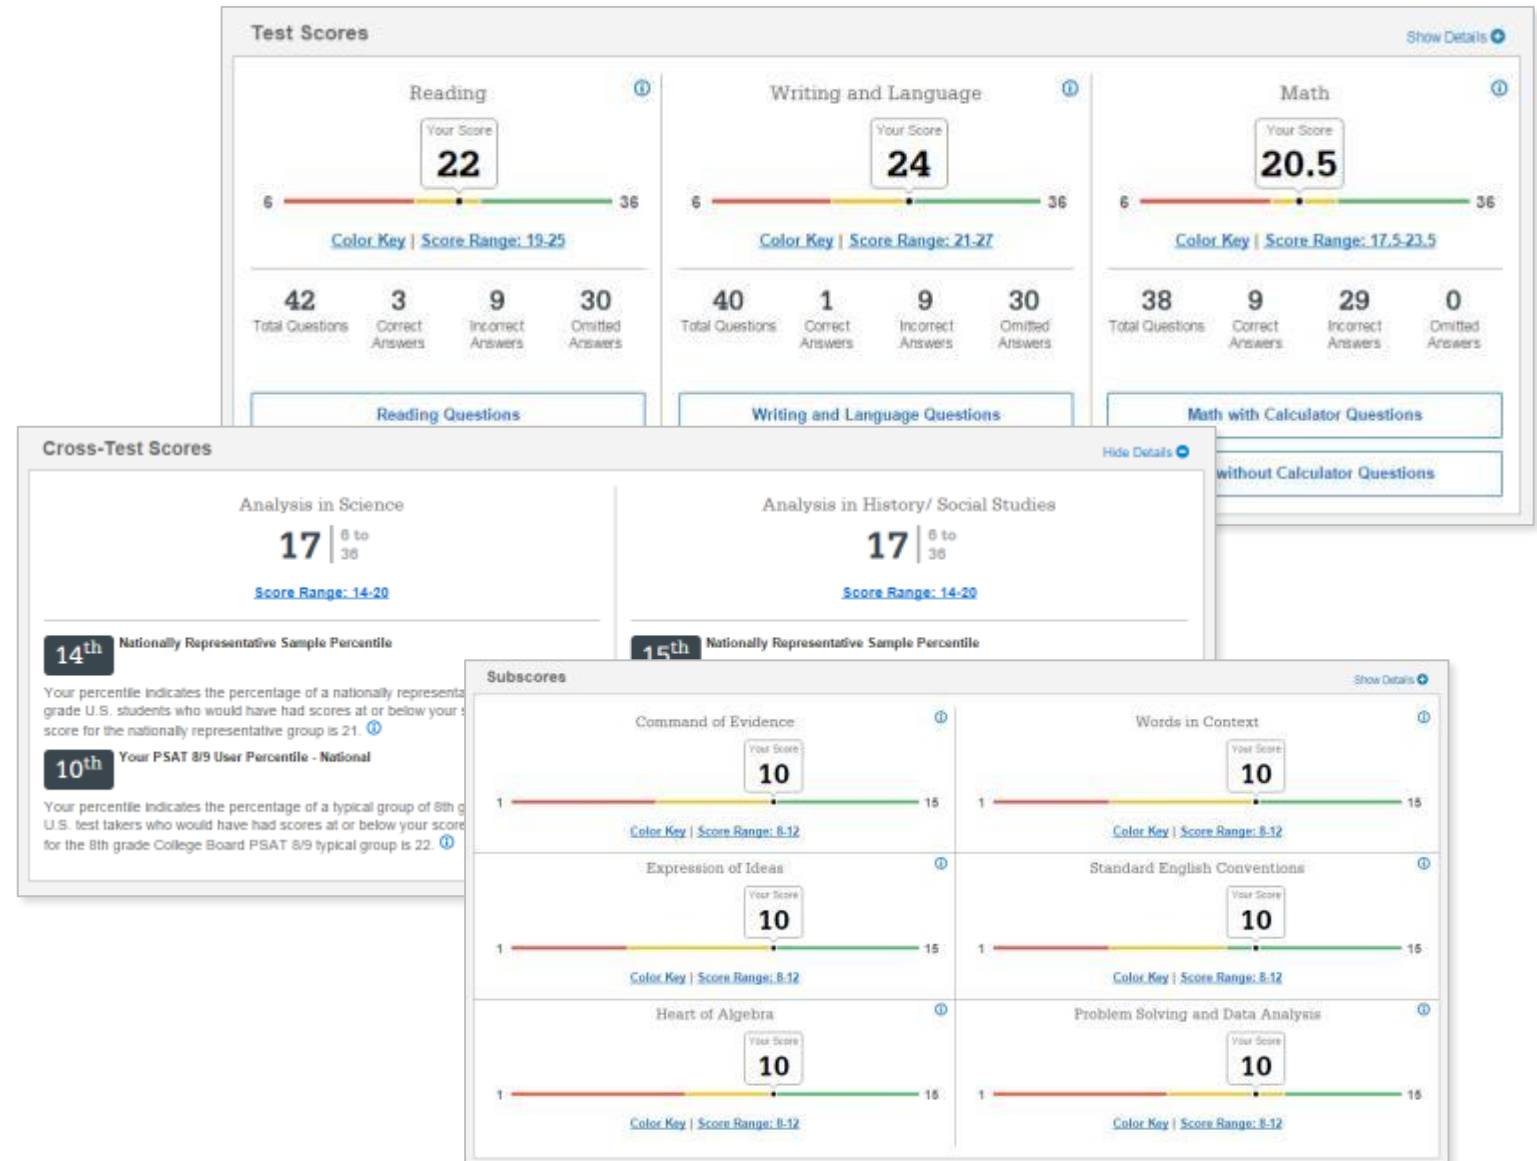 Test Scores
Show Details
Reading
Writing and Language
Math
Your Score
22
Your Score
24
Your Score
20.5
6
36
6
36
6
36
Color Key | Score Range: 19-25
Color Key | Score Range: 21-27
Color Key | Score Range: 17.5-23.5
42
3
9
30
40
1
9
30
38
9
29
0
Total Questions
Correct
Answers
Incorrect
Answers
Omitted
Answers
Total Questions
Correct
Answers
Incorrect
Answers
Omitted
Answers
Total Questions
Correct
Answers
Incorrect
Answers
Omitted
Answers
Reading Questions
Writing and Language Questions
Math with Calculator Questions
without Calculator Questions
Cross-Test Scores
Hide Details
Analysis in Science
17
6 to
36
Score Range: 14-20
14th
Nationally Representative Sample Percentile
Your percentile indicates the percentage of a nationally representa
grade U.S. students who would have had scores at or below your s
score for the nationally representative group is 21.
10th
Your PSAT 8/9 User Percentile - National
Your percentile indicates the percentage of a typical group of 8th g
U.S. test takers who would have had scores at or below your score
for the 8th grade College Board PSAT 8/9 typical group is 22.
Analysis in History/ Social Studies
17
6 to
36
Score Range: 14-20
15th
Nationally Representative Sample Percentile
Subscores
Show Details
Command of Evidence
Your Score
10
1
15
Color Key | Score Range: 8-12
Words in Context
Your Score
10
1
15
Color Key | Score Range: 8-12
Expression of Ideas
Your Score
10
1
15
Color Key | Score Range: 8-12
Standard English Conventions
Your Score
10
1
15
Color Key | Score Range: 8-12
Heart of Algebra
Your Score
10
1
15
Color Key | Score Range: 8-12
Problem Solving and Data Analysis
Your Score
10
1
15
Color Key | Score Range: 8-12